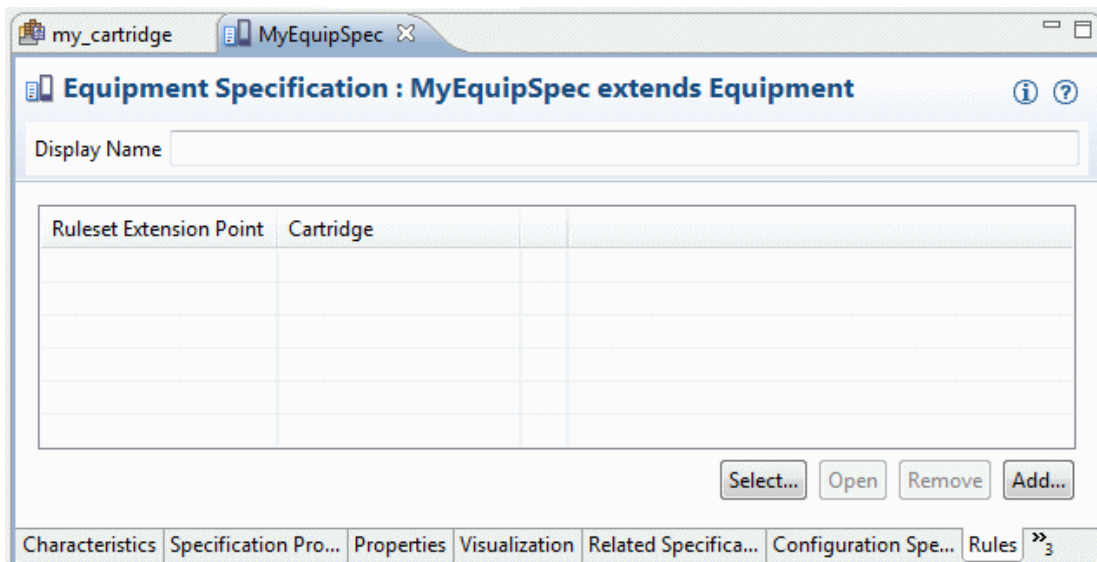 my_cartridge MyEquipSpec
Equipment Specification : MyEquipSpec extends Equipment
Display Name
Ruleset Extension Point Cartridge
Select... Open Remove Add...
Characteristics Specification Pro... Properties Visualization Related Specifica... Configuration Spe... Rules »3